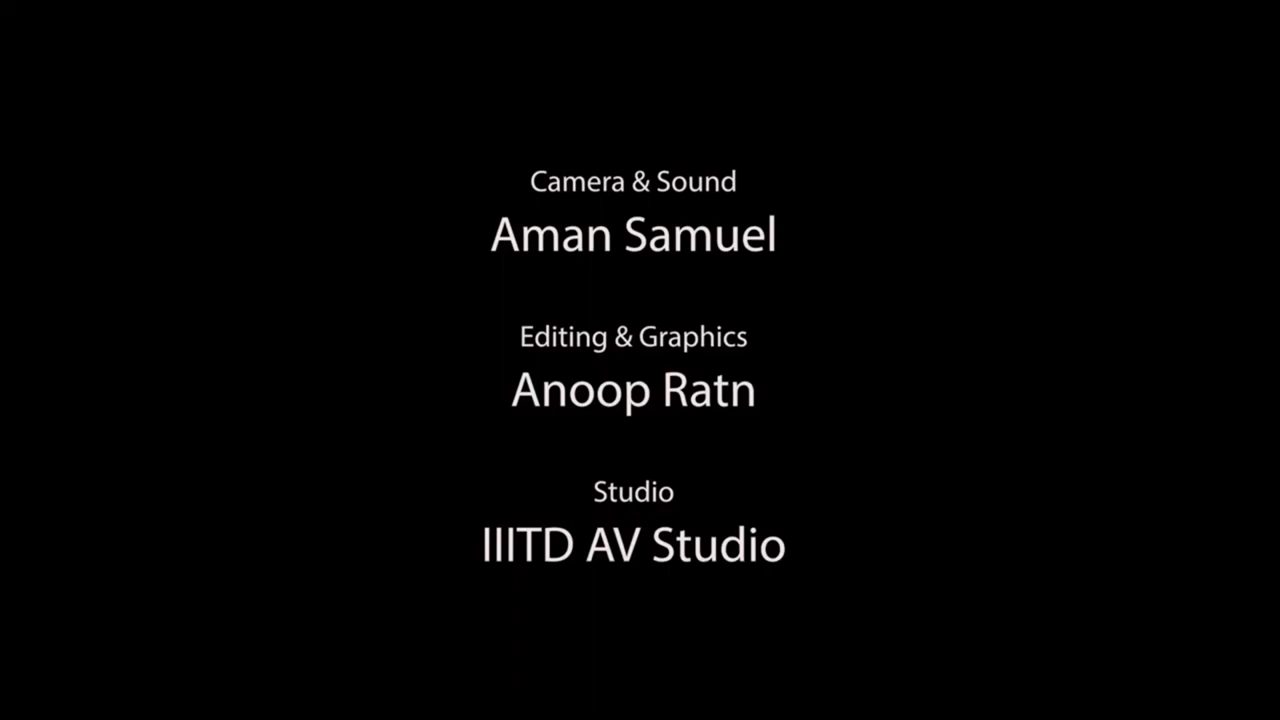 Camera & Sound
Aman Samuel
Editing & Graphics
Anoop Ratn
Studio
IIITD AV Studio